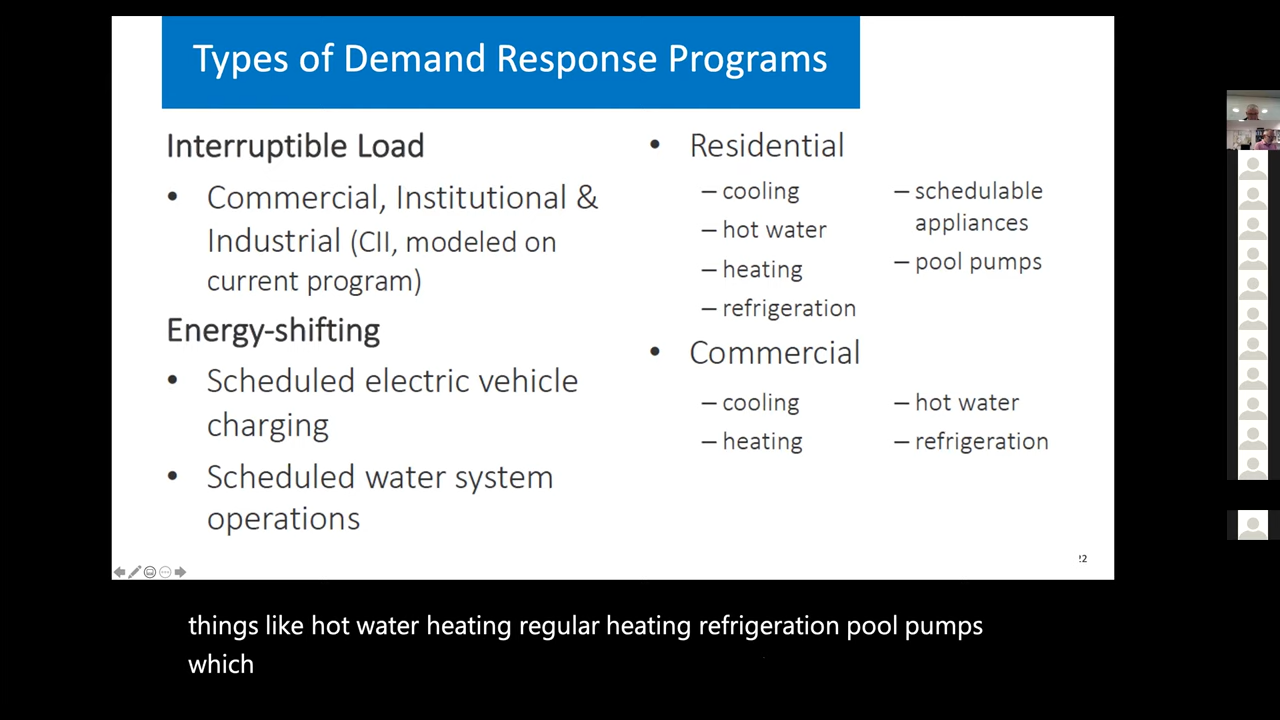 Types of Demand Response Programs
Interruptible Load
• Commercial, Institutional &
Industrial (CII, modeled on
current program)
Energy-shifting
• Scheduled electric vehicle
charging
• Scheduled water system
operations
• Residential
– cooling
– hot water
– heating
– refrigeration
– schedulable
appliances
– pool pumps
• Commercial
– cooling
– heating
– hot water
– refrigeration
22
things like hot water heating regular heating refrigeration pool pumps
which